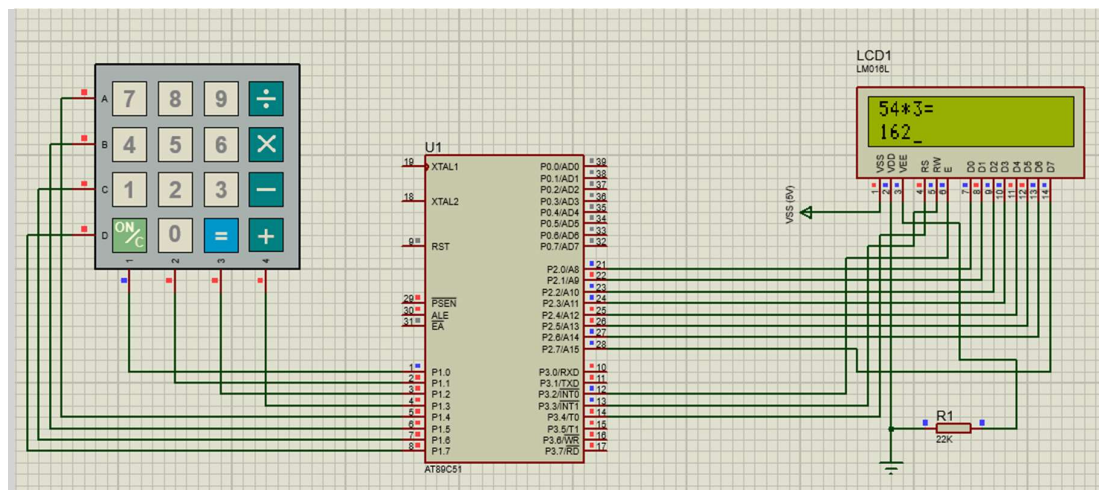 LCD1
LM016L
54*3=
162_
VSS
VDD
VEE
RS
RW
E
D0
D1
D2
D3
D4
D5
D6
D7
1
2
3
4
5
6
7
8
9
10
11
12
13
14
VSS (5V)
A
7
8
9
÷
B
4
5
6
×
C
1
2
3
−
D
ON/C
0
=
+
1
2
3
4
U1
19
XTAL1
18
XTAL2
9
RST
29
PSEN
30
ALE
31
EA
1
P1.0
2
P1.1
3
P1.2
4
P1.3
5
P1.4
6
P1.5
7
P1.6
8
P1.7
P0.0/AD0
39
P0.1/AD1
38
P0.2/AD2
37
P0.3/AD3
36
P0.4/AD4
35
P0.5/AD5
34
P0.6/AD6
33
P0.7/AD7
32
P2.0/A8
21
P2.1/A9
22
P2.2/A10
23
P2.3/A11
24
P2.4/A12
25
P2.5/A13
26
P2.6/A14
27
P2.7/A15
28
P3.0/RXD
10
P3.1/TXD
11
P3.2/INT0
12
P3.3/INT1
13
P3.4/T0
14
P3.5/T1
15
P3.6/WR
16
P3.7/RD
17
AT89C51
R1
22K